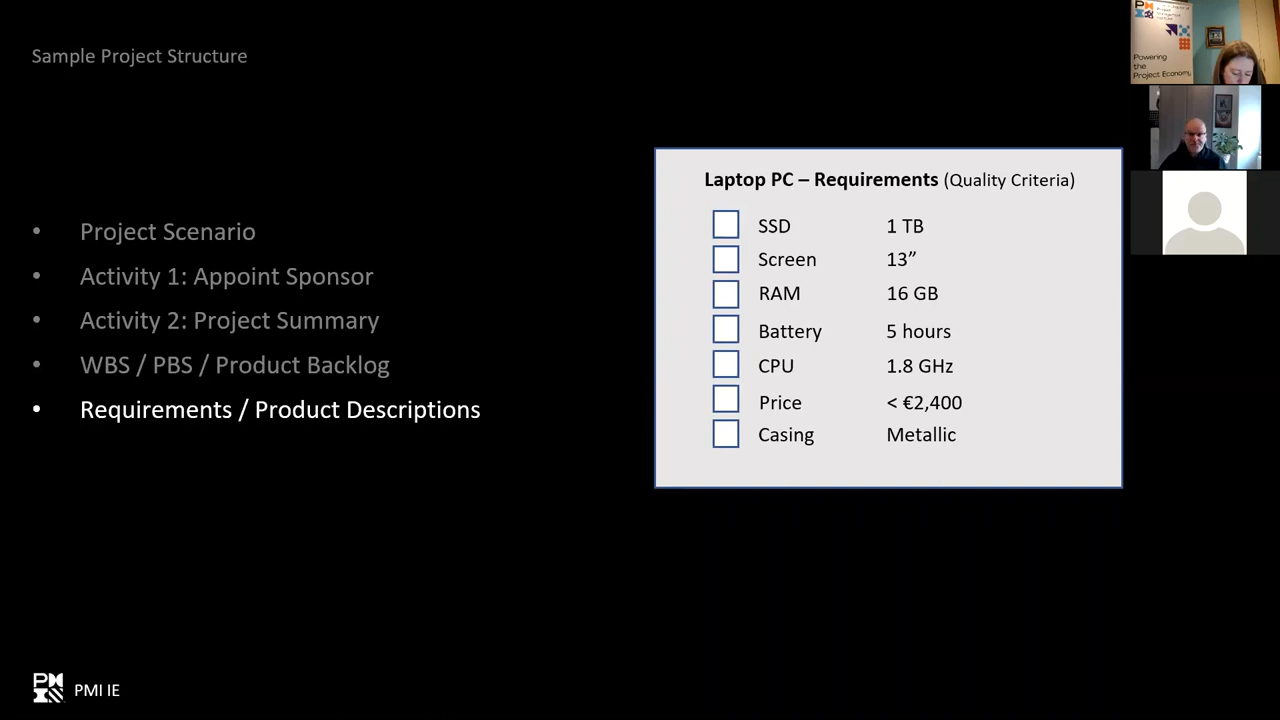 Sample Project Structure
• Project Scenario
• Activity 1: Appoint Sponsor
• Activity 2: Project Summary
• WBS / PBS / Product Backlog
• Requirements / Product Descriptions
Laptop PC – Requirements (Quality Criteria)
SSD 1 TB
Screen 13”
RAM 16 GB
Battery 5 hours
CPU 1.8 GHz
Price < €2,400
Casing Metallic
PMI IE
Powering
the
Project Economy